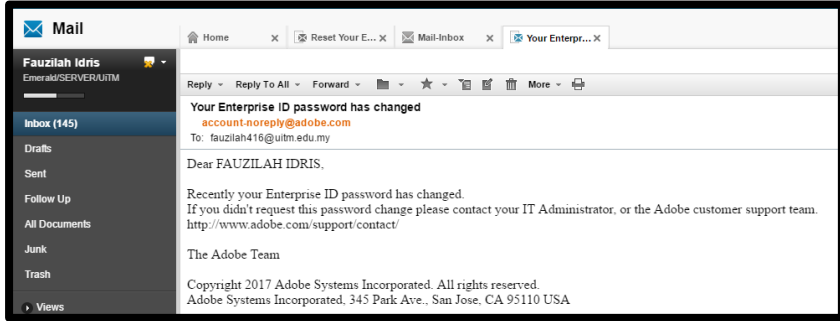 Mail
Home x Reset Your E... x Mail-Inbox x Your Enterpr... x
Fauzilah Idris
Emerald/SERVER/UiTM
Reply Reply To All Forward More
Your Enterprise ID password has changed
account-noreply@adobe.com
To: fauzilah416@uitm.edu.my
Inbox (145)
Drafts
Sent
Follow Up
All Documents
Junk
Trash
Views
Dear FAUZILAH IDRIS,
Recently your Enterprise ID password has changed.
If you didn't request this password change please contact your IT Administrator, or the Adobe customer support team.
http://www.adobe.com/support/contact/
The Adobe Team
Copyright 2017 Adobe Systems Incorporated. All rights reserved.
Adobe Systems Incorporated, 345 Park Ave., San Jose, CA 95110 USA